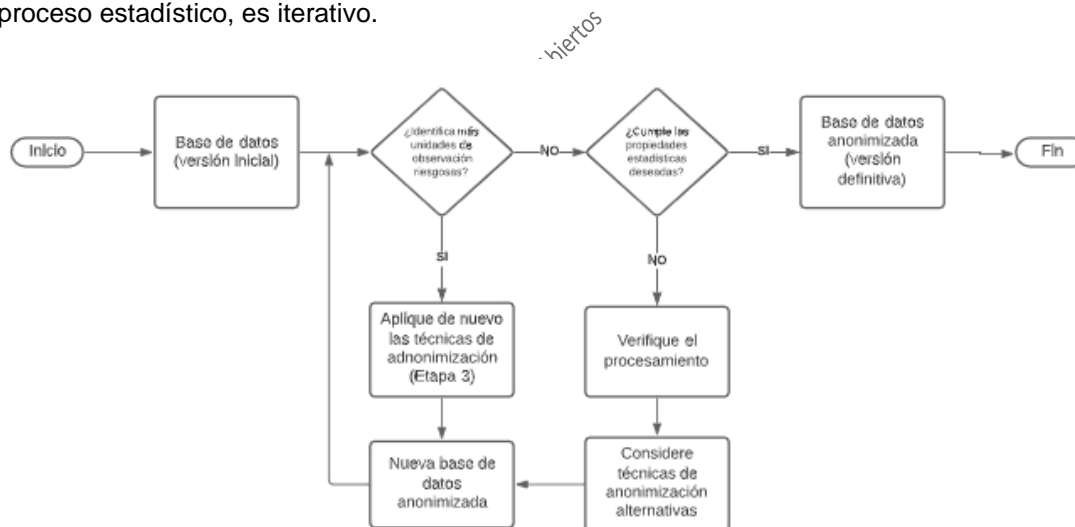 proceso estadístico, es iterativo.
Inicio
Base de datos
(versión inicial)
¿Identifica más
unidades de
observación
riesgosas?
NO
¿Cumple las
propiedades
estadísticas
deseadas?
SI
Base de datos
anonimizada
(versión
definitiva)
Fin
SI
NO
Aplique de nuevo
las técnicas de
adnonimización
(Etapa 3)
Verifique el
procesamiento
Nueva base de
datos
anonimizada
Considere
técnicas de
anonimización
alternativas